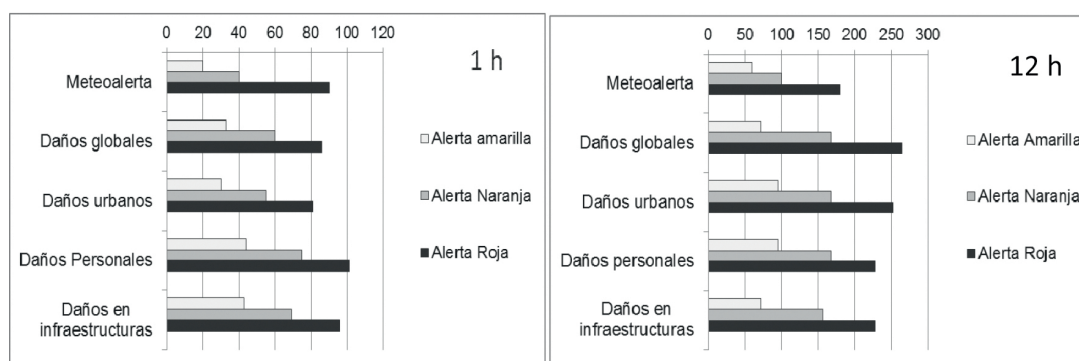 0 20 40 60 80 100 120
1 h
Meteoalerta
Daños globales
Daños urbanos
Daños Personales
Daños en
infraestructuras
Alerta amarilla
Alerta Naranja
Alerta Roja
0 50 100 150 200 250 300
12 h
Meteoalerta
Daños globales
Daños urbanos
Daños personales
Daños en
infraestructuras
Alerta Amarilla
Alerta Naranja
Alerta Roja